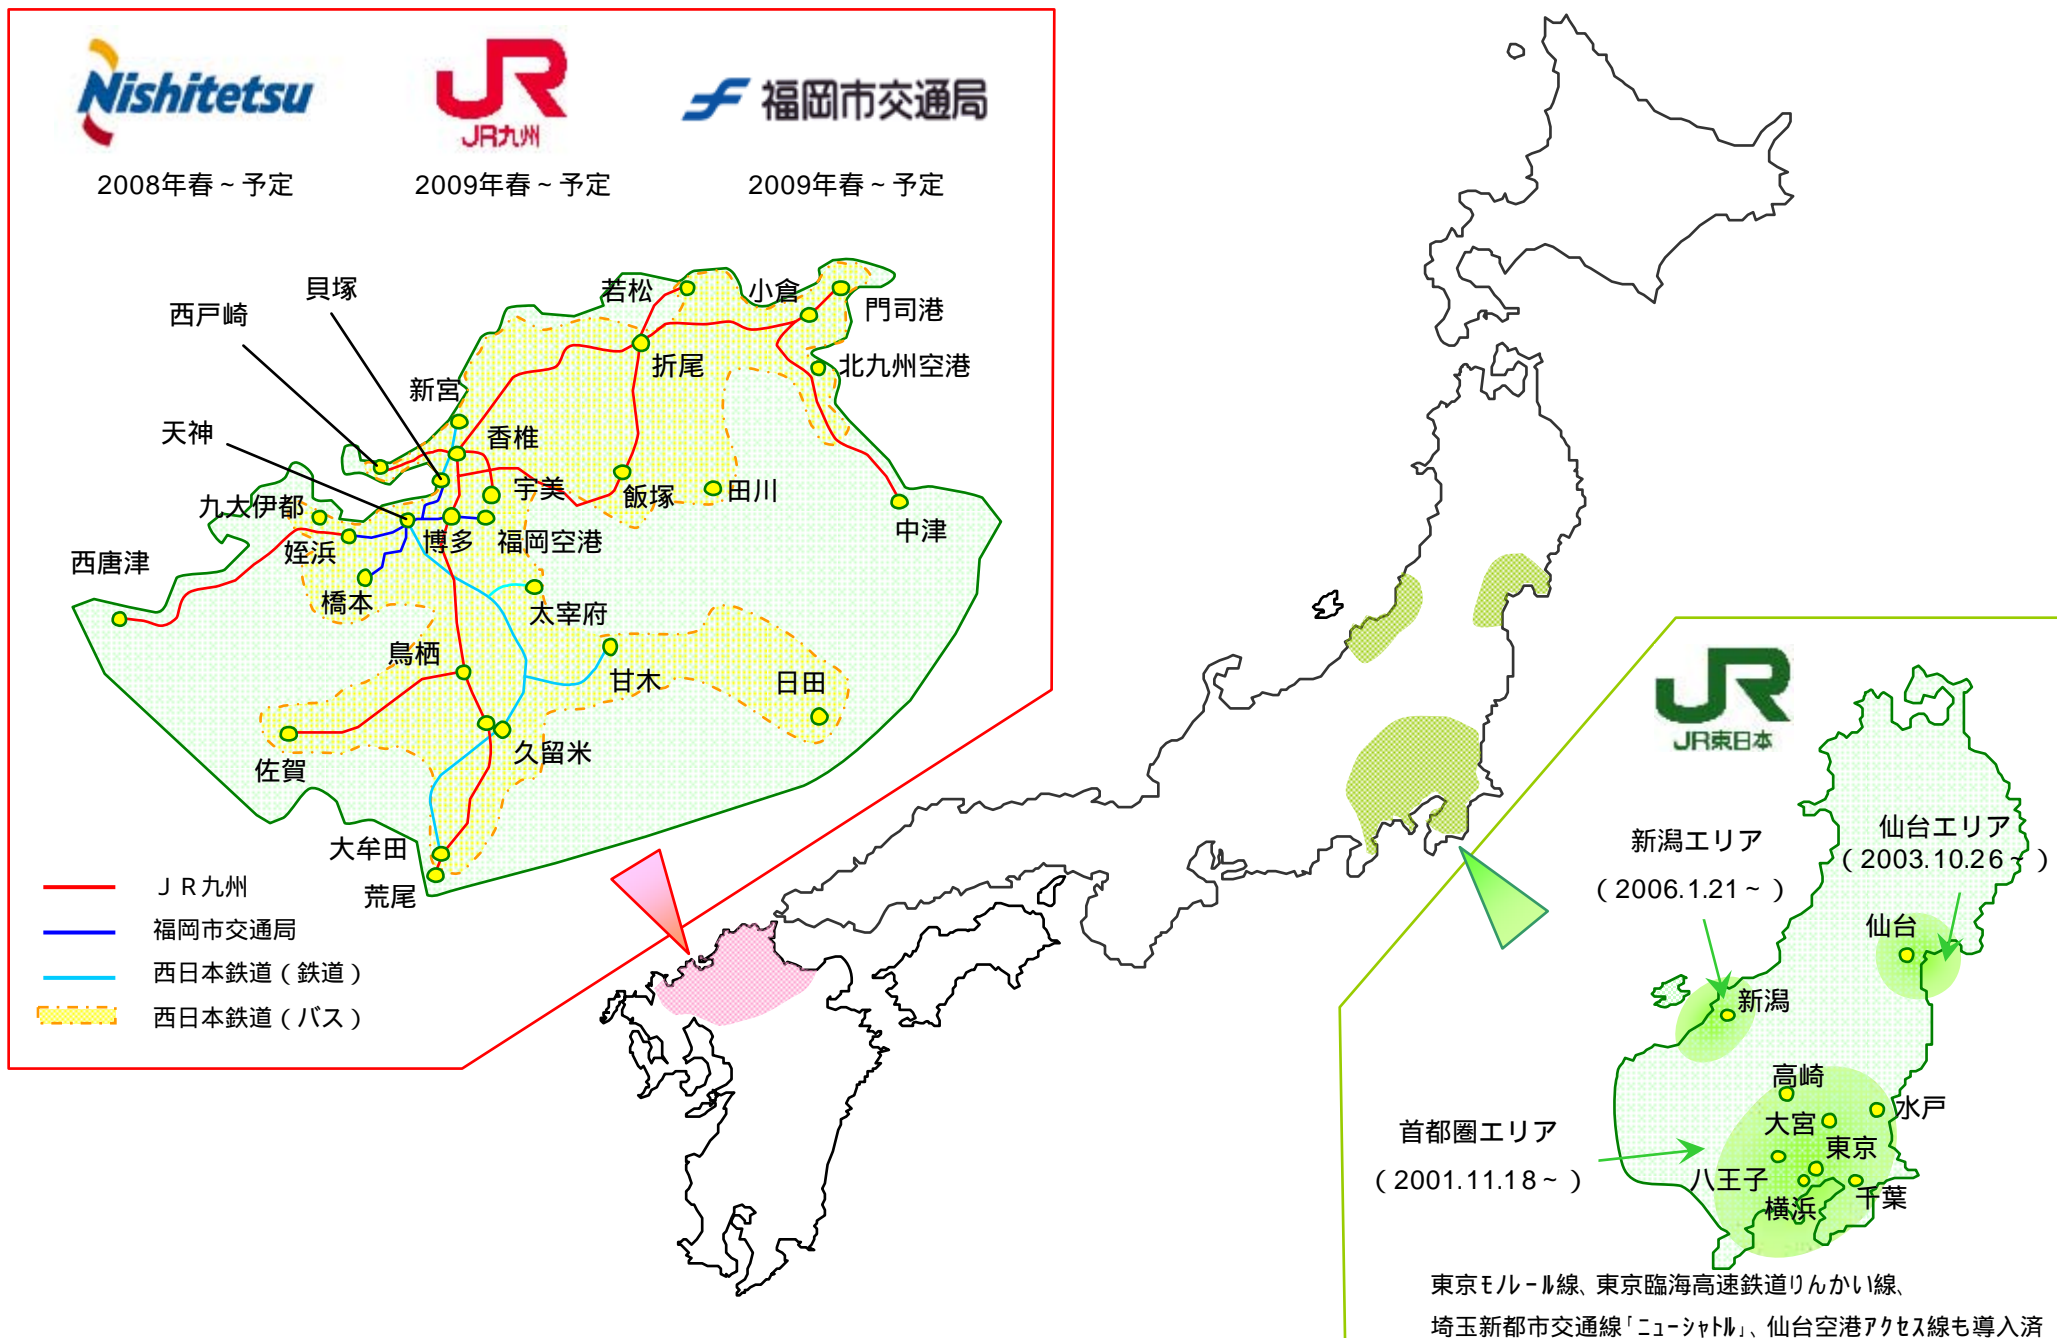 Nishitetsu
JR
JR九州
福岡市交通局
2008年春~予定
2009年春~予定
2009年春~予定
貝塚
西戸崎
天神
若松
小倉
門司港
折尾
北九州空港
新宮
香椎
宇美
飯塚
田川
中津
九大伊都
姪浜
博多
福岡空港
西唐津
橋本
太宰府
鳥栖
甘木
日田
佐賀
久留米
大牟田
荒尾
JR九州
福岡市交通局
西日本鉄道(鉄道)
西日本鉄道(バス)
JR
JR東日本
新潟エリア
(2006.1.21~)
仙台エリア
(2003.10.26~)
仙台
新潟
高崎
水戸
大宮
東京
八王子
横浜
千葉
首都圏エリア
(2001.11.18~)
東京モノレール線、東京臨海高速鉄道りんかい線、
埼玉新都市交通線「ニューシャトル」、仙台空港アクセス線も導入済